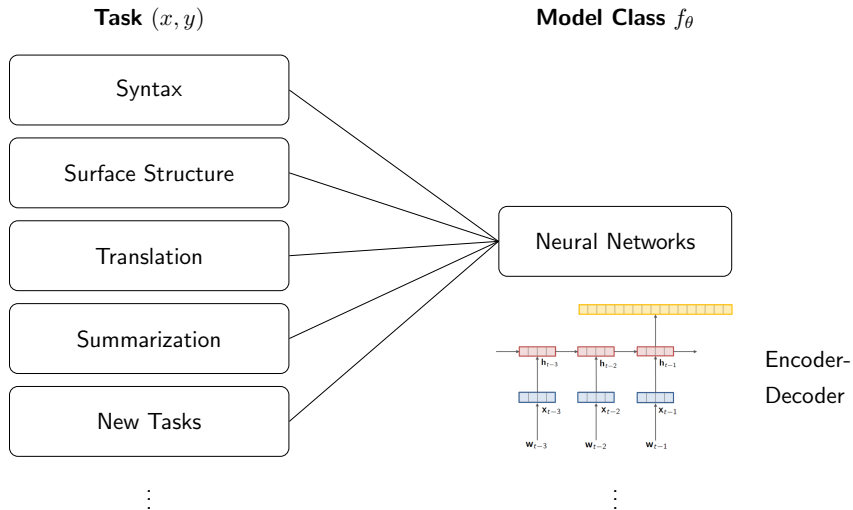 Task (x, y)
Model Class f_θ
Syntax
Surface Structure
Translation
Summarization
New Tasks
⋮
Neural Networks
h_{t−3} h_{t−2} h_{t−1}
x_{t−3} x_{t−2} x_{t−1}
w_{t−3} w_{t−2} w_{t−1}
Encoder-
Decoder
⋮